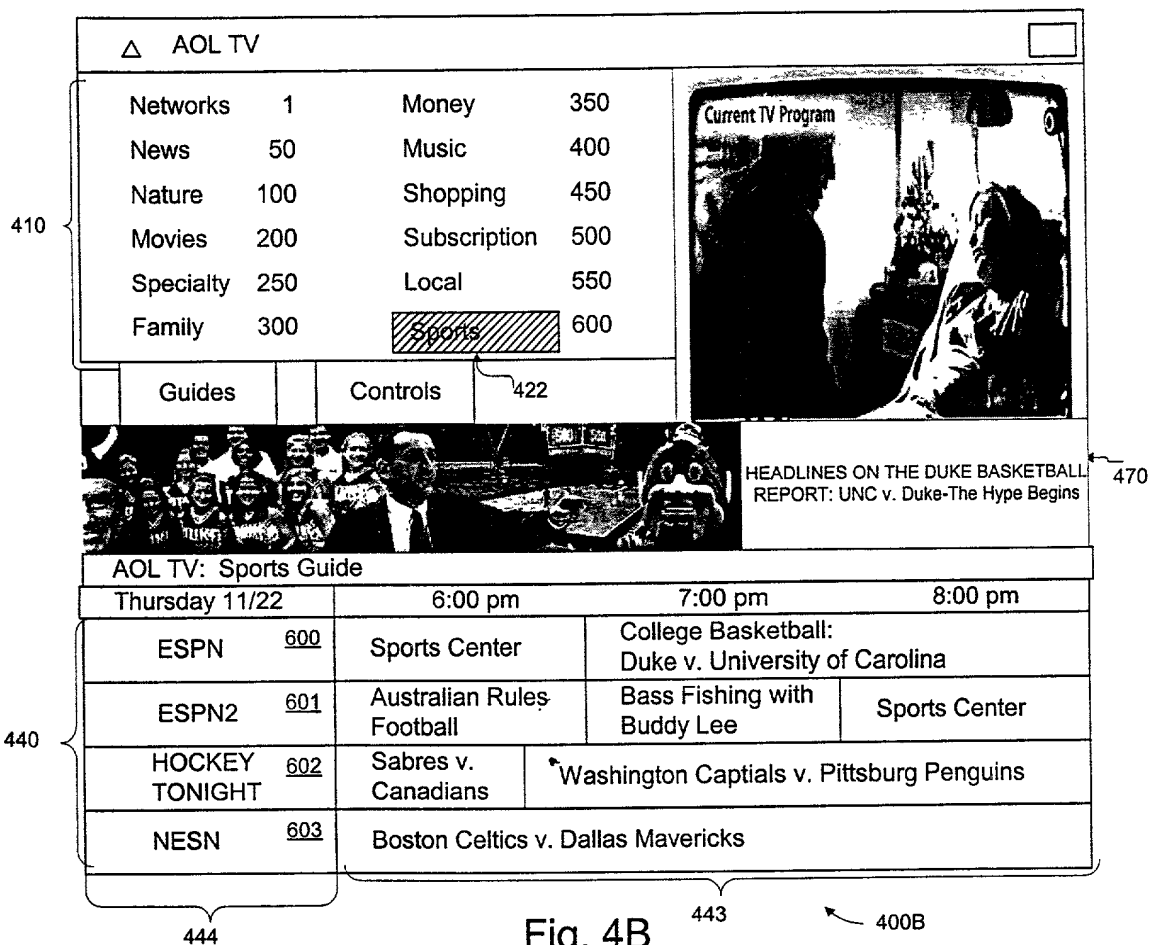 AOL TV
Networks 1 Money 350
News 50 Music 400
Nature 100 Shopping 450
Movies 200 Subscription 500
Specialty 250 Local 550
Family 300 Sports 600
Current TV Program
410
422
Guides Controls
HEADLINES ON THE DUKE BASKETBALL
REPORT: UNC v. Duke-The Hype Begins
470
AOL TV: Sports Guide
Thursday 11/22 6:00 pm 7:00 pm 8:00 pm
ESPN 600 Sports Center College Basketball:
Duke v. University of Carolina
ESPN2 601 Australian Rules Football Bass Fishing with Buddy Lee Sports Center
440
HOCKEY TONIGHT 602 Sabres v. Canadians Washington Captials v. Pittsburg Penguins
NESN 603 Boston Celtics v. Dallas Mavericks
444
443
400B
Fig. 4B